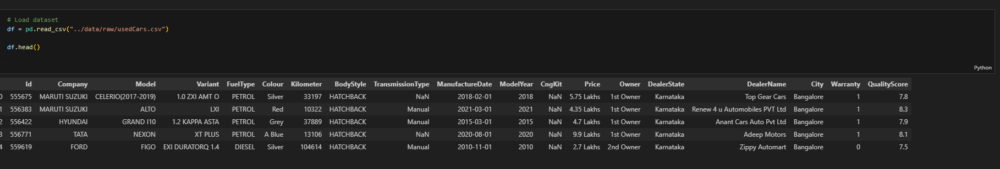 # Load dataset
df = pd.read_csv("../data/raw/usedCars.csv")
df.head()
Python
Id Company Model Variant FuelType Colour Kilometer BodyStyle TransmissionType ManufactureDate ModelYear CngKit Price Owner DealerState DealerName City Warranty QualityScore
0 555675 MARUTI SUZUKI CELERIO(2017-2019) 1.0 ZXI AMT O PETROL Silver 33197 HATCHBACK NaN 2018-02-01 2018 NaN 5.75 Lakhs 1st Owner Karnataka Top Gear Cars Bangalore 1 7.8
1 556383 MARUTI SUZUKI ALTO LXI PETROL Red 10322 HATCHBACK Manual 2021-03-01 2021 NaN 4.35 Lakhs 1st Owner Karnataka Renew 4 u Automobiles PVT Ltd Bangalore 1 8.3
2 556422 HYUNDAI GRAND I10 1.2 KAPPA ASTA PETROL Grey 37889 HATCHBACK Manual 2015-03-01 2015 NaN 4.7 Lakhs 1st Owner Karnataka Anant Cars Auto Pvt Ltd Bangalore 1 7.9
3 556771 TATA NEXON XT PLUS PETROL A Blue 13106 HATCHBACK NaN 2020-08-01 2020 NaN 9.9 Lakhs 1st Owner Karnataka Adeep Motors Bangalore 1 8.1
4 559619 FORD FIGO EXI DURATORQ 1.4 DIESEL Silver 104614 HATCHBACK Manual 2010-11-01 2010 NaN 2.7 Lakhs 2nd Owner Karnataka Zippy Automart Bangalore 0 7.5